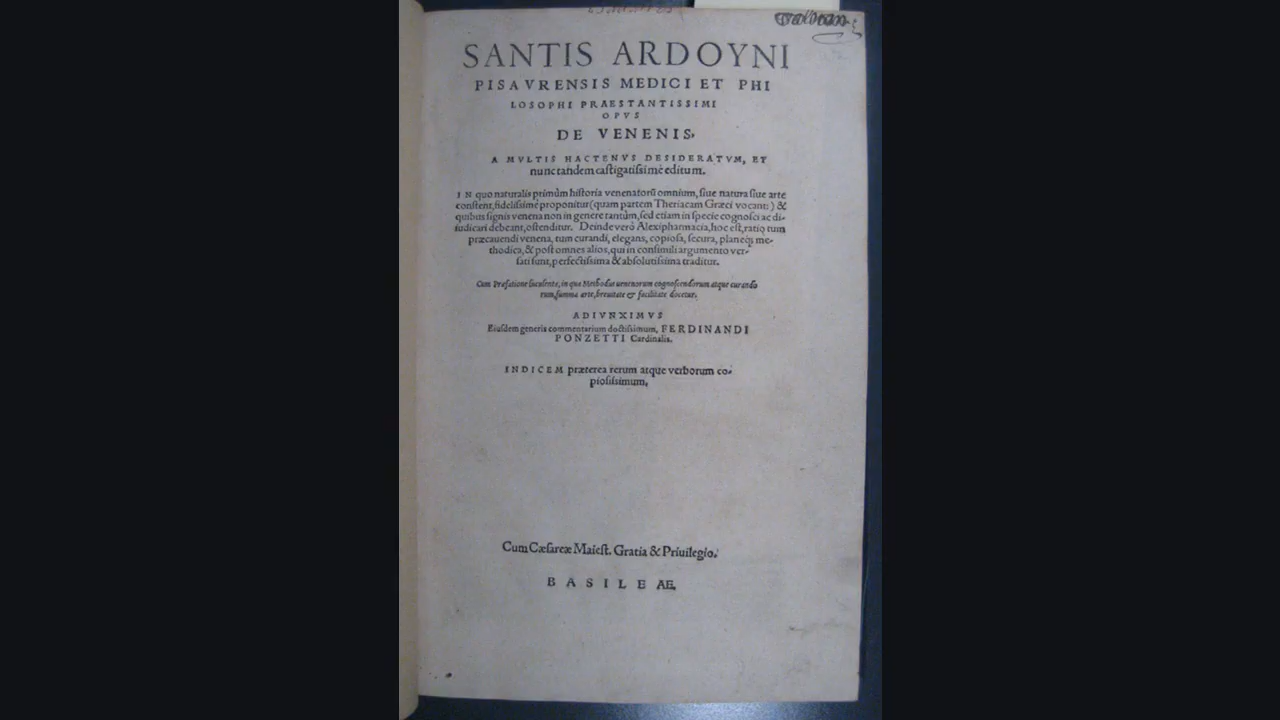 SANTIS ARDOYNI
PISAVRENSIS MEDICI ET PHI
LOSOPHI PRAESTANTISSIMI
OPVS
DE VENENIS,
A MVLTIS HACTENVS DESIDERATVM, ET
nunc tandem castigatissimè editum.
IN quo naturalis primùm historia venenatorũ omnium, siue natura siue arte
constent, fidelissimè proponitur (quam partem Theriacam Græci vocant:) &
quibus signis venena non in genere tantùm, sed etiam in specie cognosci ac di-
iudicari debeant, ostenditur. Deinde verò Alexipharmacia, hoc est, ratio tum
præcauendi venena, tum curandi, elegans, copiosa, secura, planeq́; me-
thodica, & post omnes alios, qui in consimili argumento ver-
sati sunt, perfectissima & absolutissima traditur.
Cum Præfatione luculenta, in qua Methodus uenenorum cognoscendorum atque curando
rum, summa arte, breuitate & facilitate docetur.
ADIVNXIMVS
Eiusdem generis commentarium doctissimum, FERDINANDI
PONZETTI Cardinalis.
INDICEM præterea rerum atque verborum co-
piosissimum.
Cum Cæsareæ Maiest. Gratia & Priuilegio.
BASILEAE.